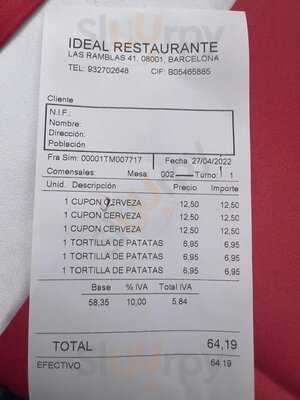 IDEAL RESTAURANTE
LAS RAMBLAS 41. 08001, BARCELONA
TEL: 932702648 CIF: B05465885
Cliente
N.I.F.:
Nombre:
Dirección:
Población
Fra Sim: 00001TM007717 Fecha 27/04/2022
Comensales: Mesa: 002 Turno: 1
Unid. Descripción Precio Importe
1 CUPON CERVEZA 12,50 12,50
1 CUPON CERVEZA 12,50 12,50
1 CUPON CERVEZA 12,50 12,50
1 TORTILLA DE PATATAS 6,95 6,95
1 TORTILLA DE PATATAS 6,95 6,95
1 TORTILLA DE PATATAS 6,95 6,95
Base % IVA Total IVA
58,35 10,00 5,84
TOTAL 64,19
EFECTIVO 64,19
Sluurpy
Sluurpy